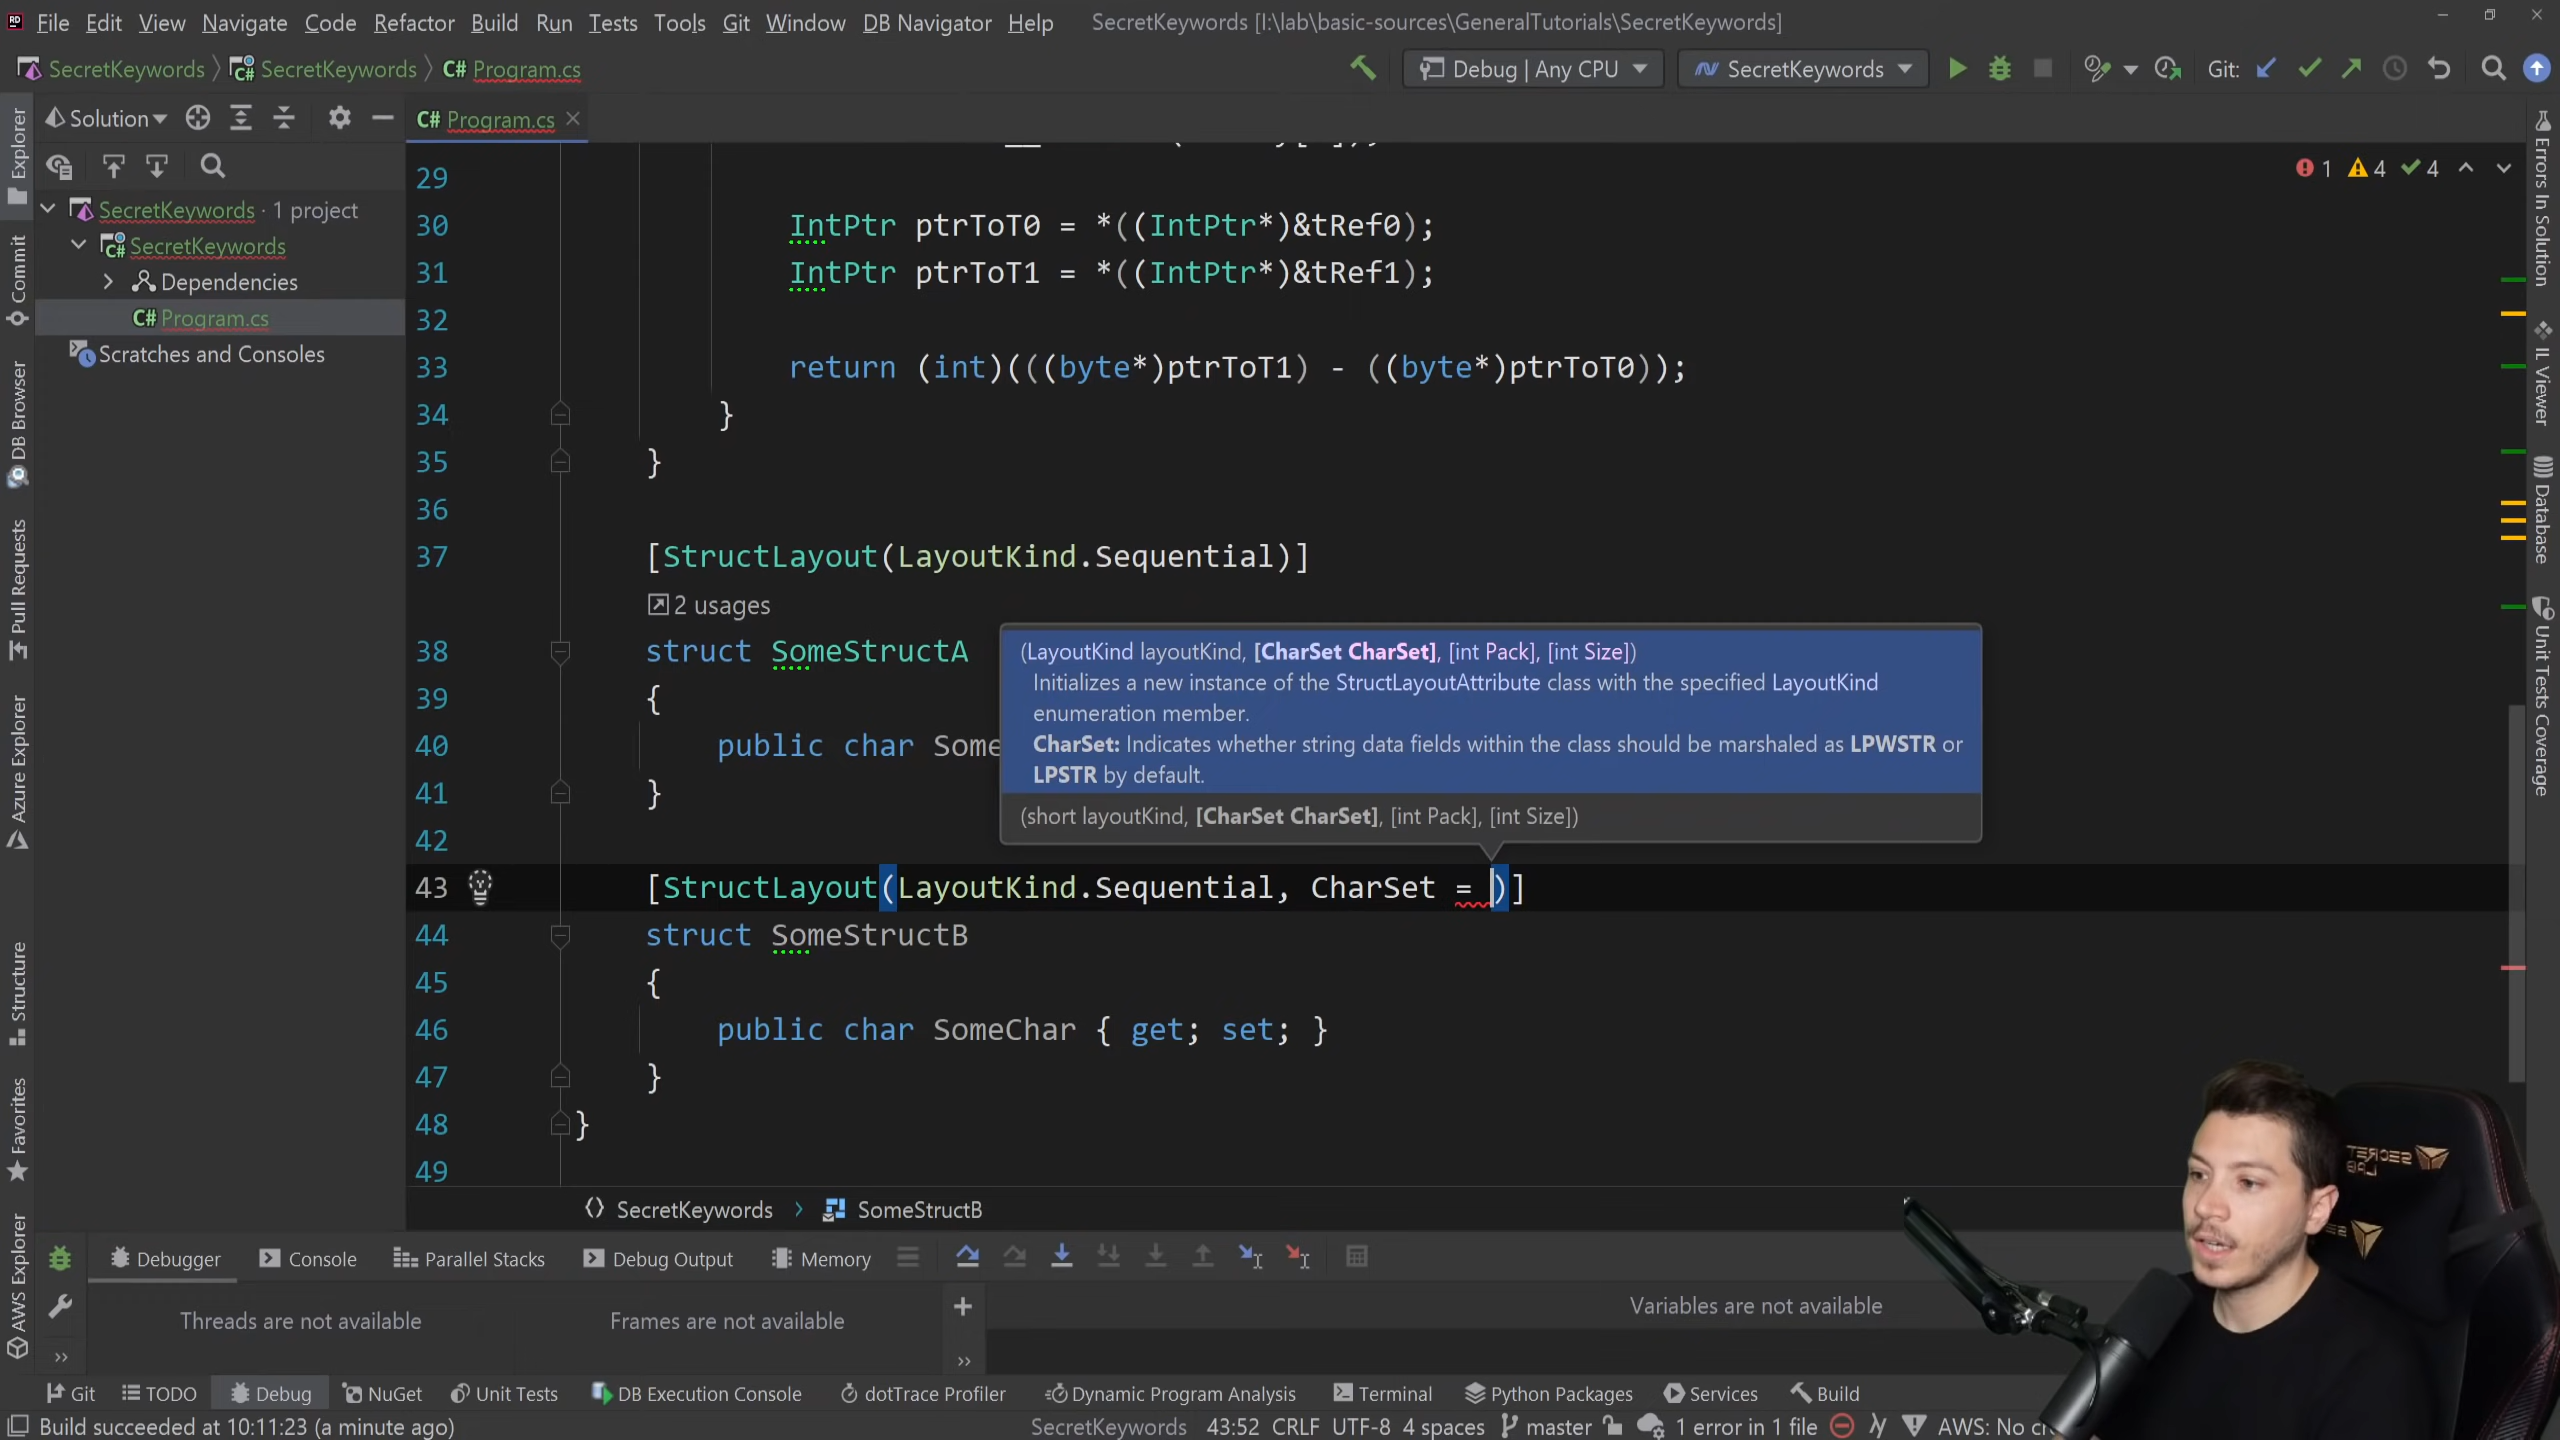 File Edit View Navigate Code Refactor Build Run Tests Tools Git Window DB Navigator Help SecretKeywords [I:\lab\basic-sources\GeneralTutorials\SecretKeywords]
SecretKeywords SecretKeywords C# Program.cs Debug | Any CPU SecretKeywords Git:
Solution
C# Program.cs
SecretKeywords · 1 project
SecretKeywords
Dependencies
C# Program.cs
Scratches and Consoles
Explorer
Commit
DB Browser
Pull Requests
Azure Explorer
Structure
Favorites
AWS Explorer
1 4 4
29
30 IntPtr ptrToT0 = *((IntPtr*)&tRef0);
31 IntPtr ptrToT1 = *((IntPtr*)&tRef1);
32
33 return (int)(((byte*)ptrToT1) - ((byte*)ptrToT0));
34 }
35 }
36
37 [StructLayout(LayoutKind.Sequential)]
2 usages
38 struct SomeStructA
39 {
40 public char Some
41 }
42
(LayoutKind layoutKind, [CharSet CharSet], [int Pack], [int Size])
Initializes a new instance of the StructLayoutAttribute class with the specified LayoutKind
enumeration member.
CharSet: Indicates whether string data fields within the class should be marshaled as LPWSTR or
LPSTR by default.
(short layoutKind, [CharSet CharSet], [int Pack], [int Size])
43 [StructLayout(LayoutKind.Sequential, CharSet = )]
44 struct SomeStructB
45 {
46 public char SomeChar { get; set; }
47 }
48 }
49
Errors In Solution
IL Viewer
Database
Unit Tests Coverage
SecretKeywords SomeStructB
Debugger Console Parallel Stacks Debug Output Memory
Threads are not available Frames are not available Variables are not available
Git TODO Debug NuGet Unit Tests DB Execution Console dotTrace Profiler Dynamic Program Analysis Terminal Python Packages Services Build
Build succeeded at 10:11:23 (a minute ago) SecretKeywords 43:52 CRLF UTF-8 4 spaces master 1 error in 1 file AWS: No
SECRET
LAB